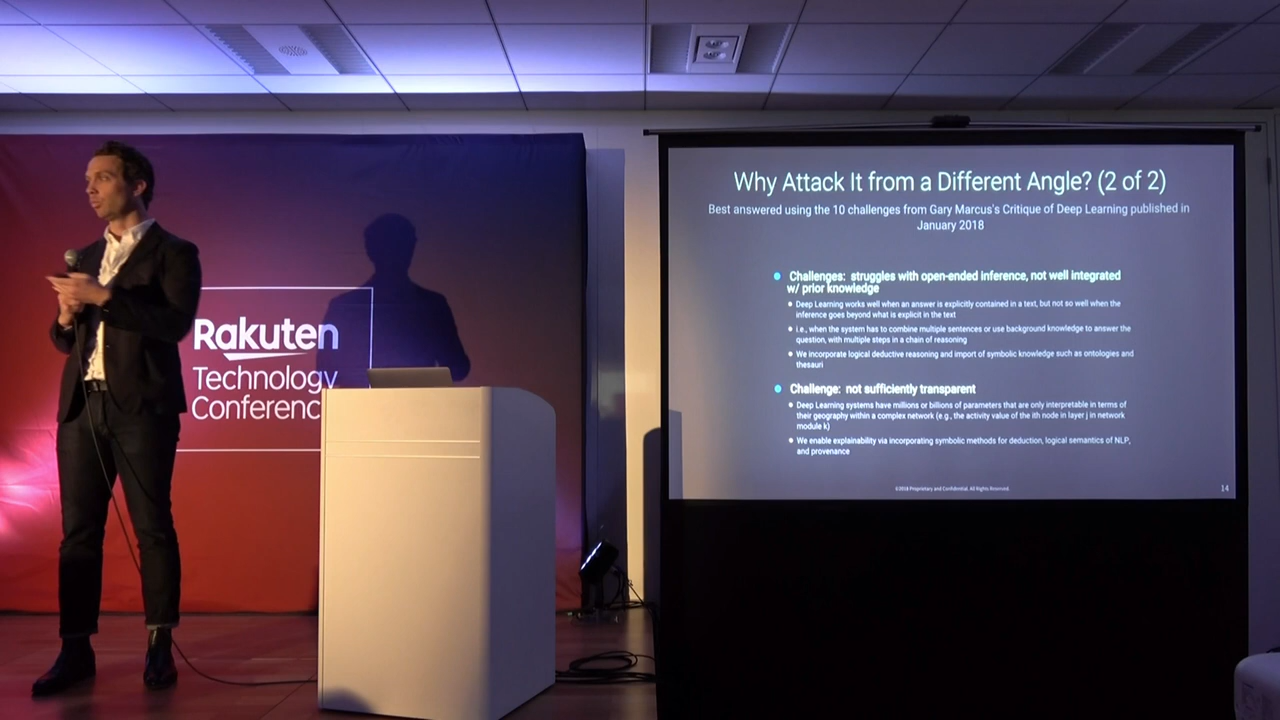 Rakuten
Technology
Conferenc
Why Attack It from a Different Angle? (2 of 2)
Best answered using the 10 challenges from Gary Marcus's Critique of Deep Learning published in
January 2018
Challenges: struggles with open-ended inference, not well integrated
w/ prior knowledge
Deep Learning works well when an answer is explicitly contained in a text, but not so well when the
inference goes beyond what is explicit in the text
i.e., when the system has to combine multiple sentences or use background knowledge to answer the
question, with multiple steps in a chain of reasoning
We incorporate logical deductive reasoning and import of symbolic knowledge such as ontologies and
thesauri
Challenge: not sufficiently transparent
Deep Learning systems have millions or billions of parameters that are only interpretable in terms of
their geography within a complex network (e.g., the activity value of the ith node in layer j in network
module k)
We enable explainability via incorporating symbolic methods for deduction, logical semantics of NLP,
and provenance
©2018 Proprietary and Confidential. All Rights Reserved.
14